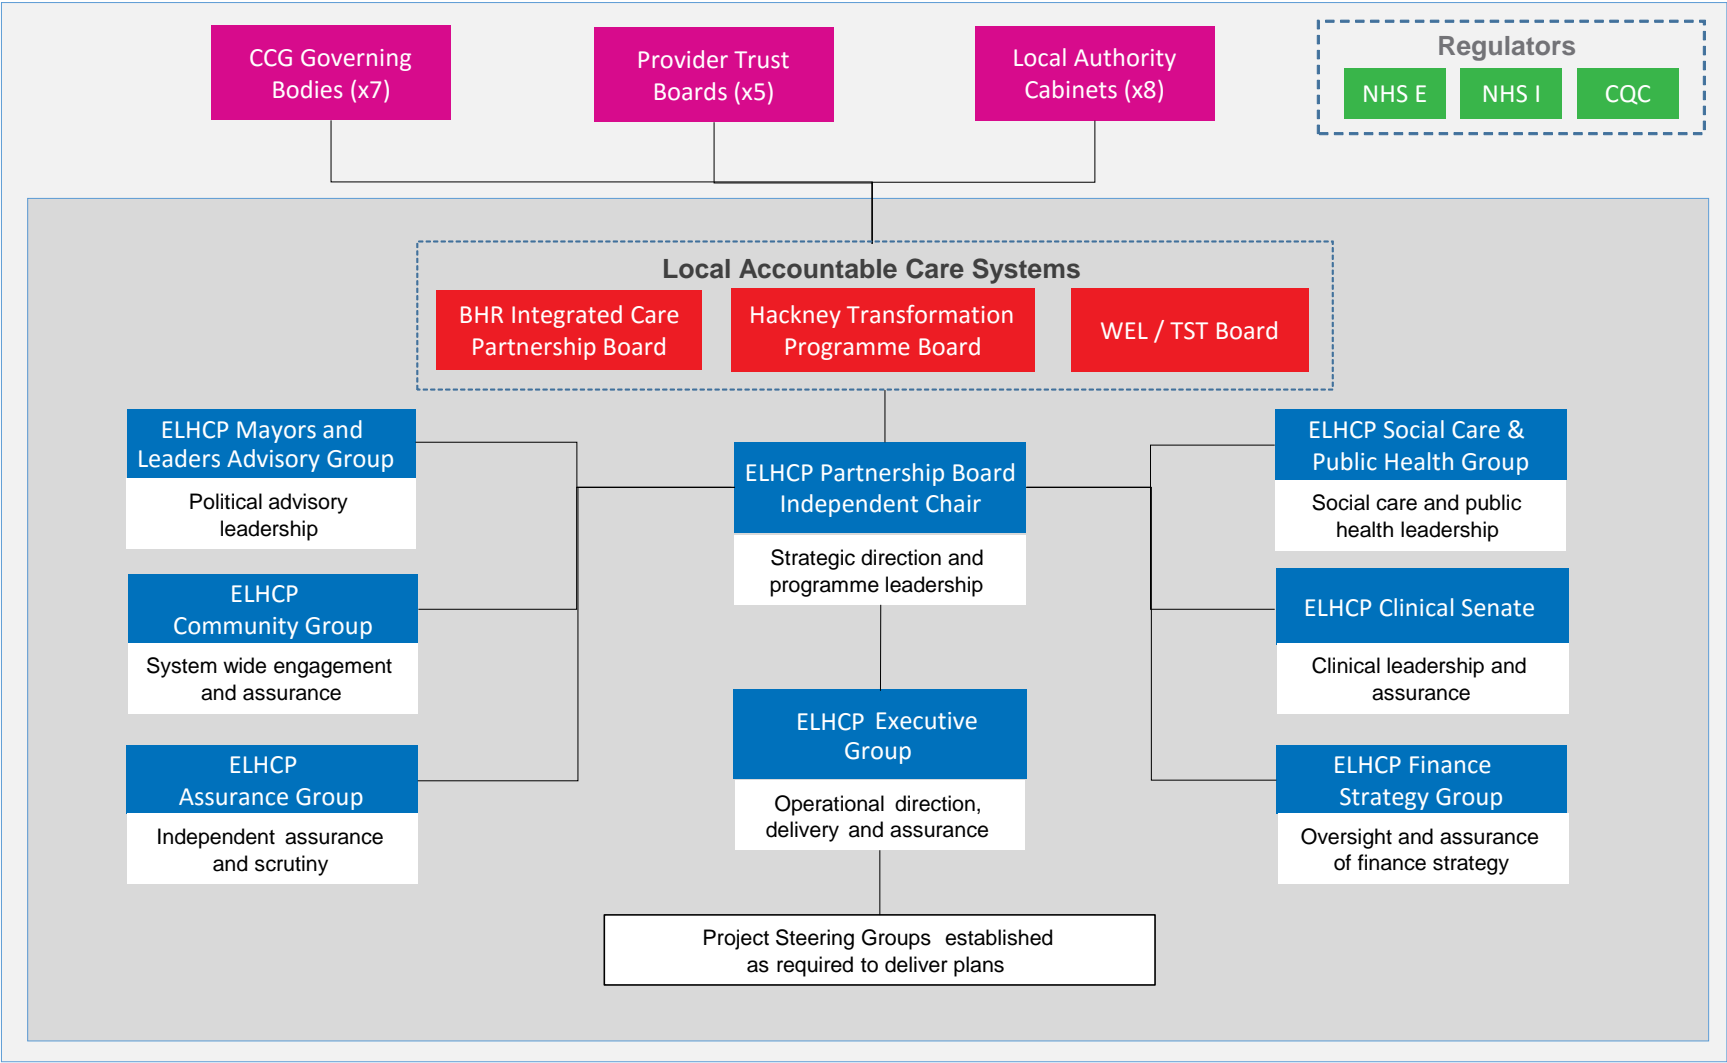 CCG Governing
Bodies (x7)
Provider Trust
Boards (x5)
Local Authority
Cabinets (x8)
Regulators
NHS E
NHS I
CQC
Local Accountable Care Systems
BHR Integrated Care
Partnership Board
Hackney Transformation
Programme Board
WEL / TST Board
ELHCP Mayors and
Leaders Advisory Group
Political advisory
leadership
ELHCP
Community Group
System wide engagement
and assurance
ELHCP
Assurance Group
Independent assurance
and scrutiny
ELHCP Partnership Board
Independent Chair
Strategic direction and
programme leadership
ELHCP Executive
Group
Operational direction,
delivery and assurance
Project Steering Groups established
as required to deliver plans
ELHCP Social Care &
Public Health Group
Social care and public
health leadership
ELHCP Clinical Senate
Clinical leadership and
assurance
ELHCP Finance
Strategy Group
Oversight and assurance
of finance strategy